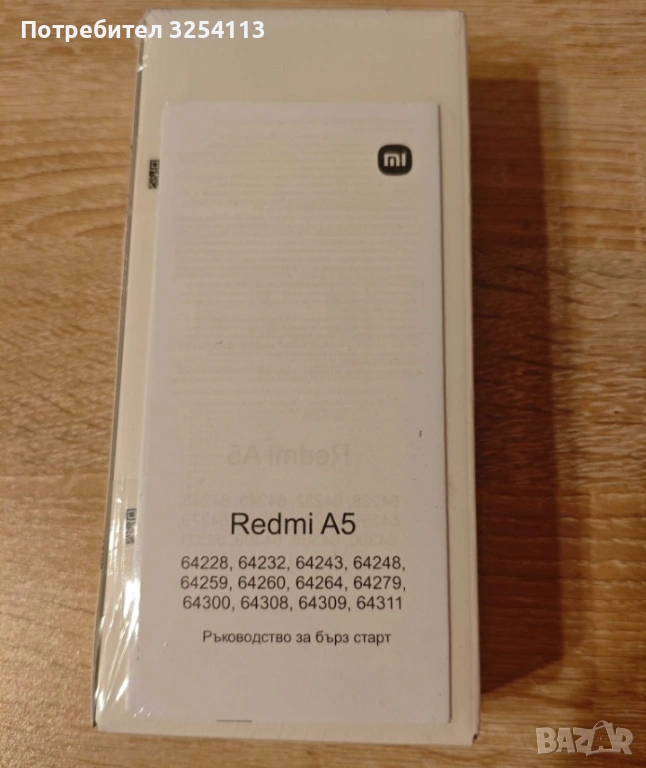 Потребител 3254113
mi
Redmi A5
64228, 64232, 64243, 64248,
64259, 64260, 64264, 64279,
64300, 64308, 64309, 64311
Ръководство за бърз старт
BAZAR